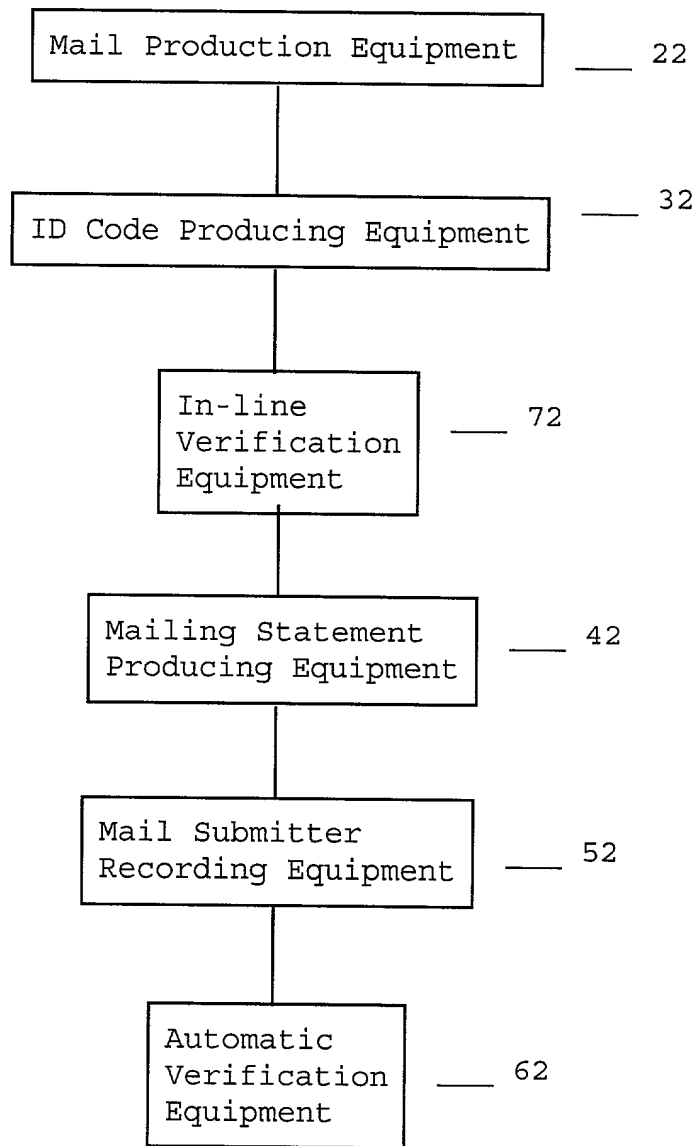 Mail Production Equipment 22
ID Code Producing Equipment 32
In-line
Verification 72
Equipment
Mailing Statement 42
Producing Equipment
Mail Submitter
Recording Equipment 52
Automatic
Verification 62
Equipment